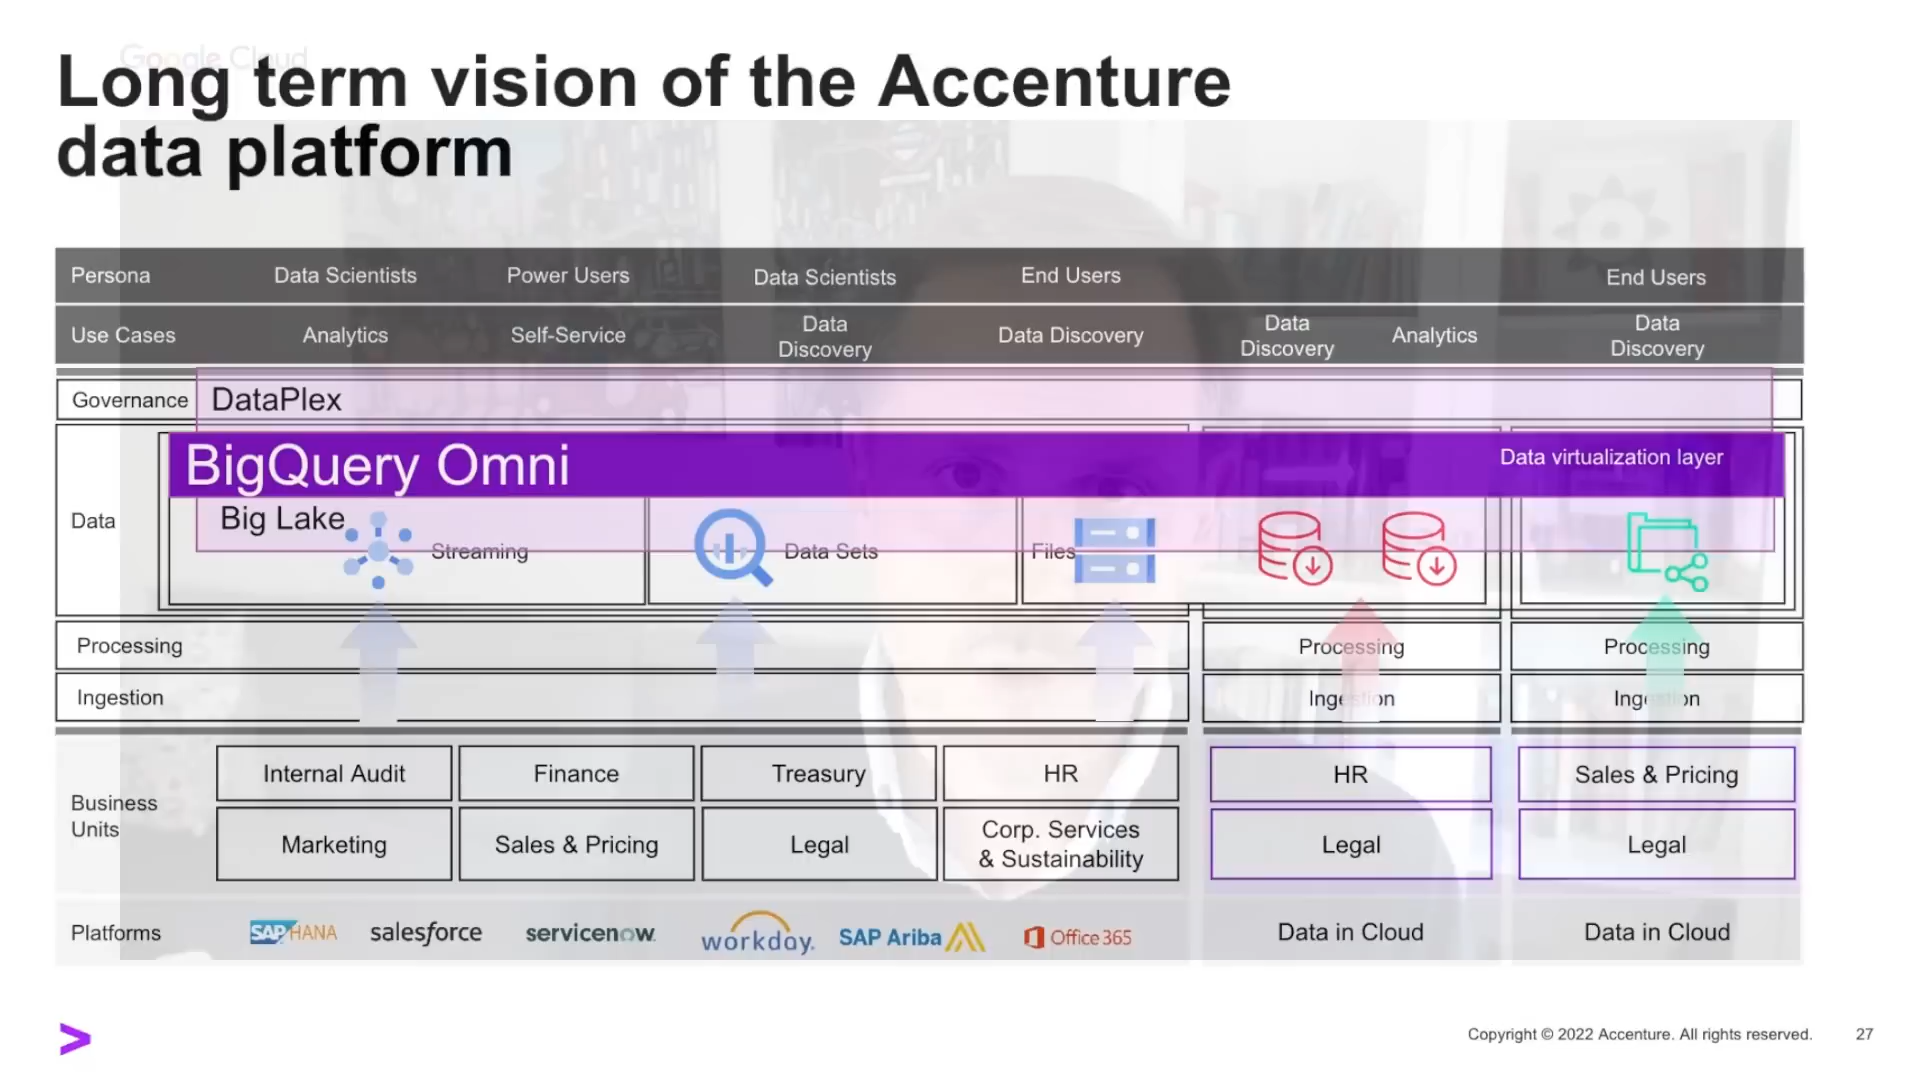 Google Cloud
Long term vision of the Accenture
data platform
Persona Data Scientists Power Users Data Scientists End Users End Users
Use Cases Analytics Self-Service Data Discovery Data Discovery Data Discovery Analytics Data Discovery
Governance DataPlex
BigQuery Omni Data virtualization layer
Data
Big Lake
Streaming Data Sets Files
Processing Processing Processing
Ingestion Ingestion Ingestion
Business
Units
Internal Audit Finance Treasury HR HR Sales & Pricing
Marketing Sales & Pricing Legal Corp. Services
& Sustainability Legal Legal
Platforms SAP HANA salesforce servicenow. workday. SAP Ariba Office 365 Data in Cloud Data in Cloud
Copyright © 2022 Accenture. All rights reserved. 27